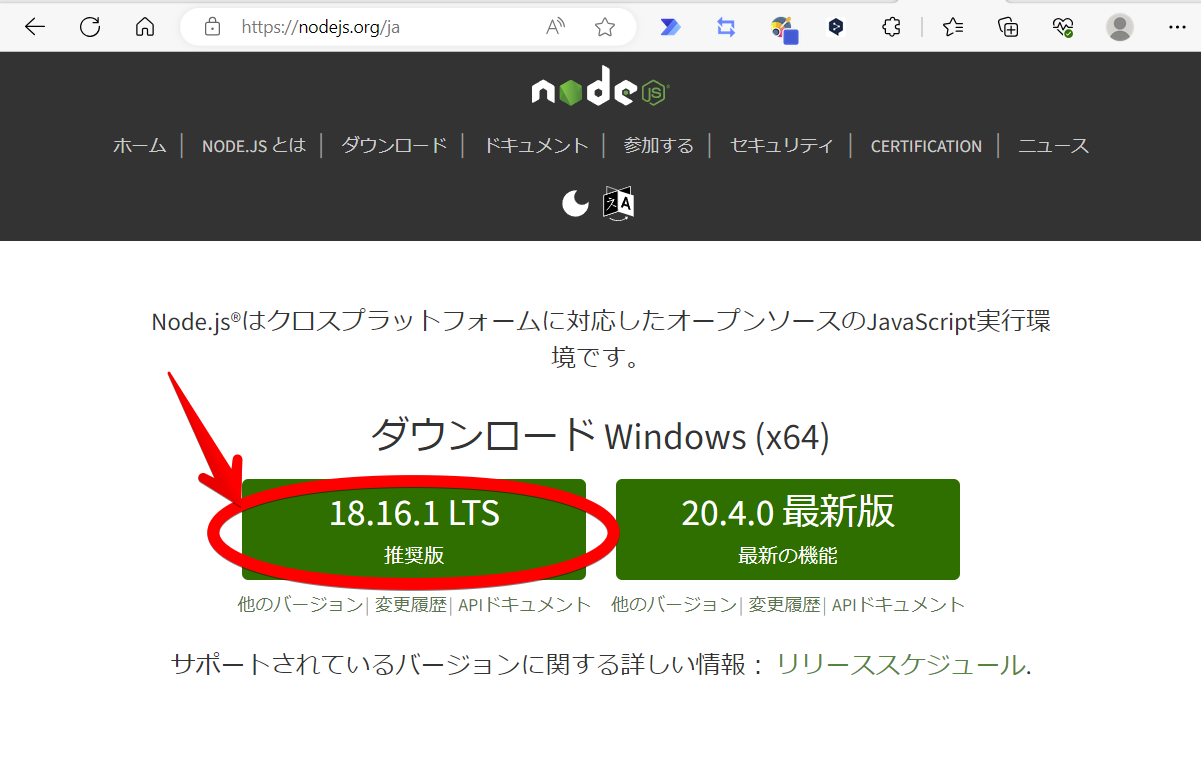 https://nodejs.org/ja
node JS
ホーム | NODE.JS とは | ダウンロード | ドキュメント | 参加する | セキュリティ | CERTIFICATION | ニュース
Node.js®はクロスプラットフォームに対応したオープンソースのJavaScript実行環
境です。
ダウンロード Windows (x64)
18.16.1 LTS
推奨版
20.4.0 最新版
最新の機能
他のバージョン| 変更履歴| APIドキュメント
他のバージョン| 変更履歴| APIドキュメント
サポートされているバージョンに関する詳しい情報： リリーススケジュール.